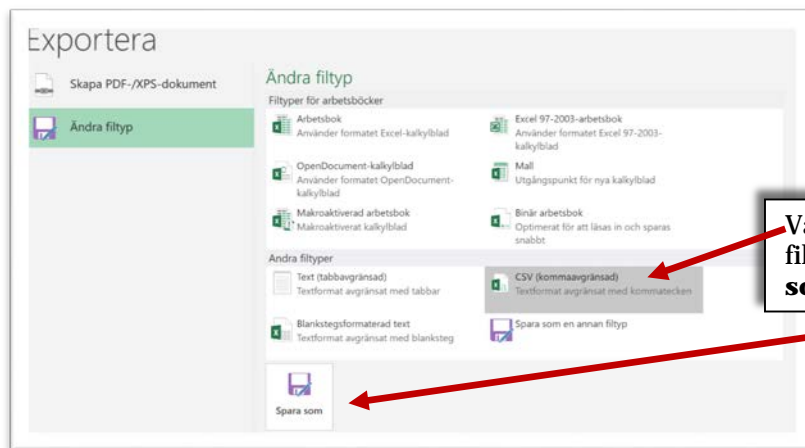 Exportera
Skapa PDF-/XPS-dokument
Ändra filtyp
Ändra filtyp
Filtyper för arbetsböcker
Arbetsbok
Använder formatet Excel-kalkylblad
Excel 97-2003-arbetsbok
Använder formatet Excel 97-2003-
kalkylblad
OpenDocument-kalkylblad
Använder formatet OpenDocument-
kalkylblad
Mall
Utgångspunkt för nya kalkylblad
Makroaktiverad arbetsbok
Makroaktiverat kalkylblad
Binär arbetsbok
Optimerat för att läsas in och sparas
snabbt
Andra filtyper
Text (tabbavgränsad)
Textformat avgränsat med tabbar
CSV (kommaavgränsad)
Textformat avgränsat med kommatecken
Blankstegsformaterad text
Textformat avgränsat med blanksteg
Spara som en annan filtyp
Spara som